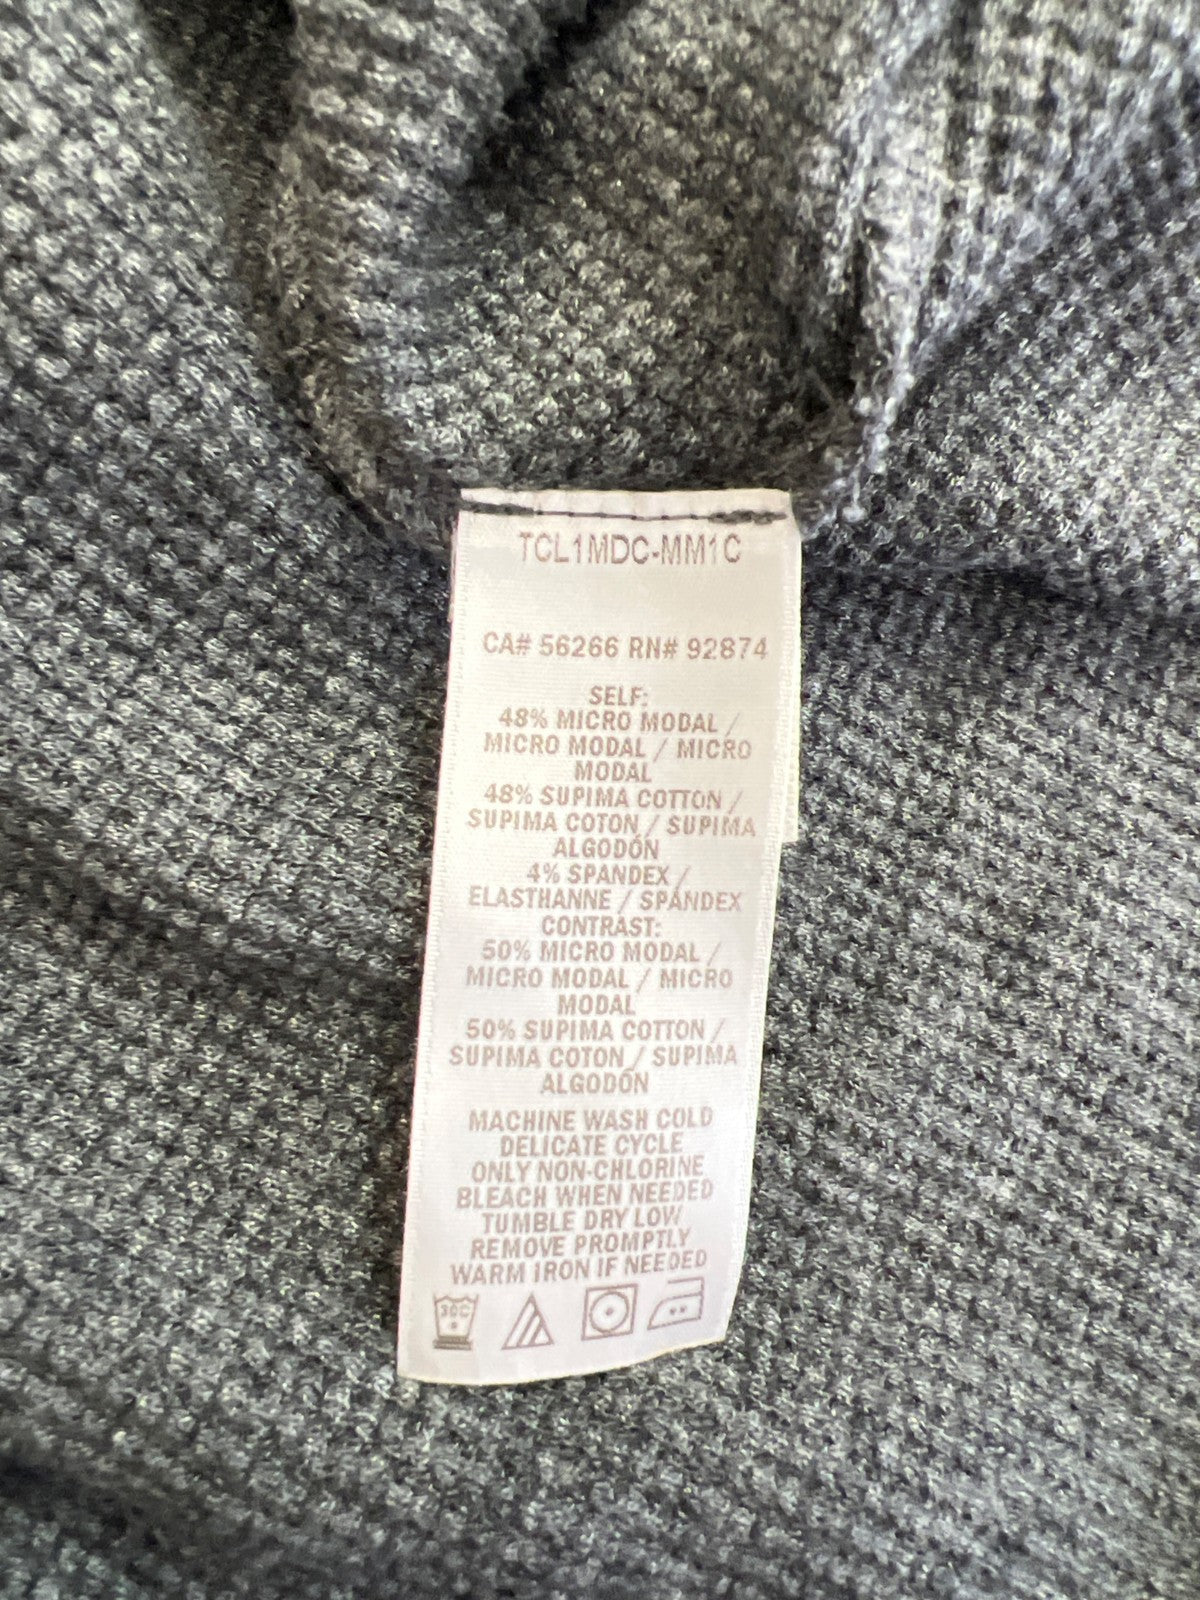 TCL1MDC-MM1C
CA# 56266 RN# 92874
SELF:
48% MICRO MODAL /
MICRO MODAL / MICRO
MODAL
48% SUPIMA COTTON /
SUPIMA COTON / SUPIMA
ALGODÓN
4% SPANDEX /
ELASTHANNE / SPANDEX
CONTRAST:
50% MICRO MODAL /
MICRO MODAL / MICRO
MODAL
50% SUPIMA COTTON /
SUPIMA COTON / SUPIMA
ALGODÓN
MACHINE WASH COLD
DELICATE CYCLE
ONLY NON-CHLORINE
BLEACH WHEN NEEDED
TUMBLE DRY LOW
REMOVE PROMPTLY
WARM IRON IF NEEDED
30C